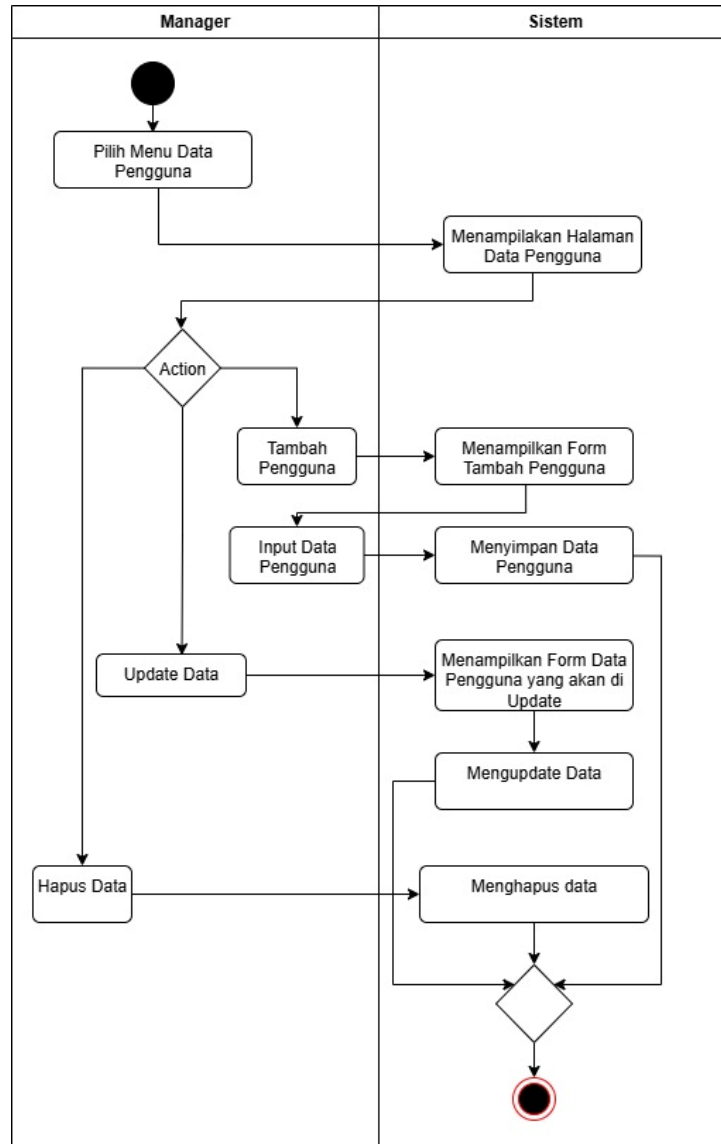 Manager
Sistem
Pilih Menu Data
Pengguna
Menampilakan Halaman
Data Pengguna
Action
Tambah
Pengguna
Menampilkan Form
Tambah Pengguna
Input Data
Pengguna
Menyimpan Data
Pengguna
Update Data
Menampilkan Form Data
Pengguna yang akan di
Update
Mengupdate Data
Hapus Data
Menghapus data